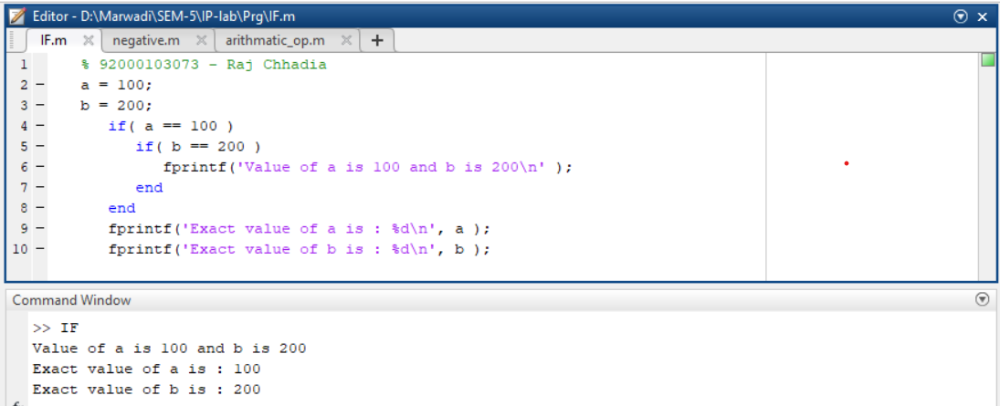 Editor - D:\Marwadi\SEM-5\IP-lab\Prg\IF.m
IF.m negative.m arithmatic_op.m +
1 % 92000103073 - Raj Chhadia
2 - a = 100;
3 - b = 200;
4 - if( a == 100 )
5 - if( b == 200 )
6 - fprintf('Value of a is 100 and b is 200\n' );
7 - end
8 - end
9 - fprintf('Exact value of a is : %d\n', a );
10 - fprintf('Exact value of b is : %d\n', b );
Command Window
>> IF
Value of a is 100 and b is 200
Exact value of a is : 100
Exact value of b is : 200